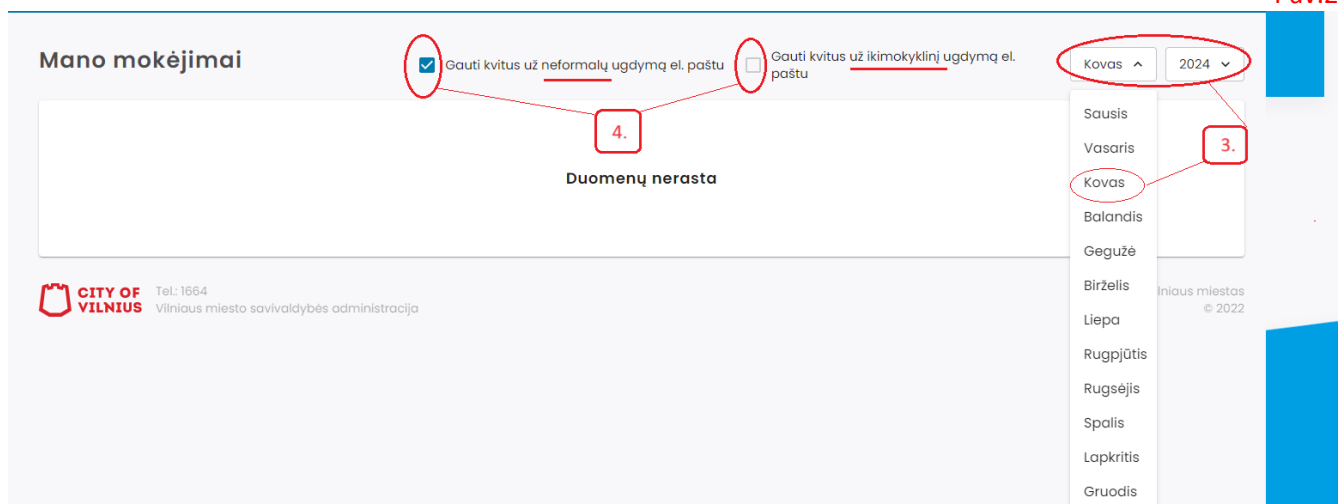 Mano mokėjimai
Gauti kvitus už neformalų ugdymą el. paštu
Gauti kvitus už ikimokyklinį ugdymą el.
paštu
Kovas
2024
4.
3.
Duomenų nerasta
Sausis
Vasaris
Kovas
Balandis
Gegužė
Birželis
Liepa
Rugpjūtis
Rugsėjis
Spalis
Lapkritis
Gruodis
CITY OF
VILNIUS
Tel.: 1664
Vilniaus miesto savivaldybės administracija
miestas
© 2022